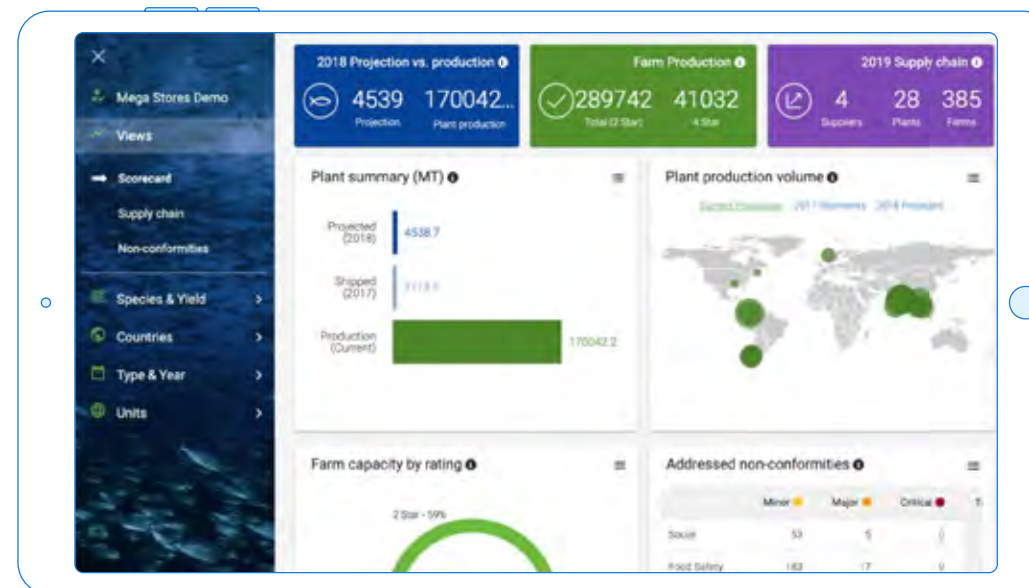 Mega Stores Demo
Views
Scorecard
Supply chain
Non-conformities
Species & Yield
Countries
Type & Year
Units
2018 Projection vs. production
4539 170042...
Projection Plant production
Farm Production
289742 41032
Total (2 Star) 4 Star
2019 Supply chain
4 28 385
Suppliers Plants Farms
Plant summary (MT)
Projected
(2018)
4538.7
Shipped
(2017)
Production
(Current)
170042.2
Plant production volume
Farm capacity by rating
2 Star - 59%
Addressed non-conformities
Minor Major Critical
Social 53 5
Food Safety 183 17